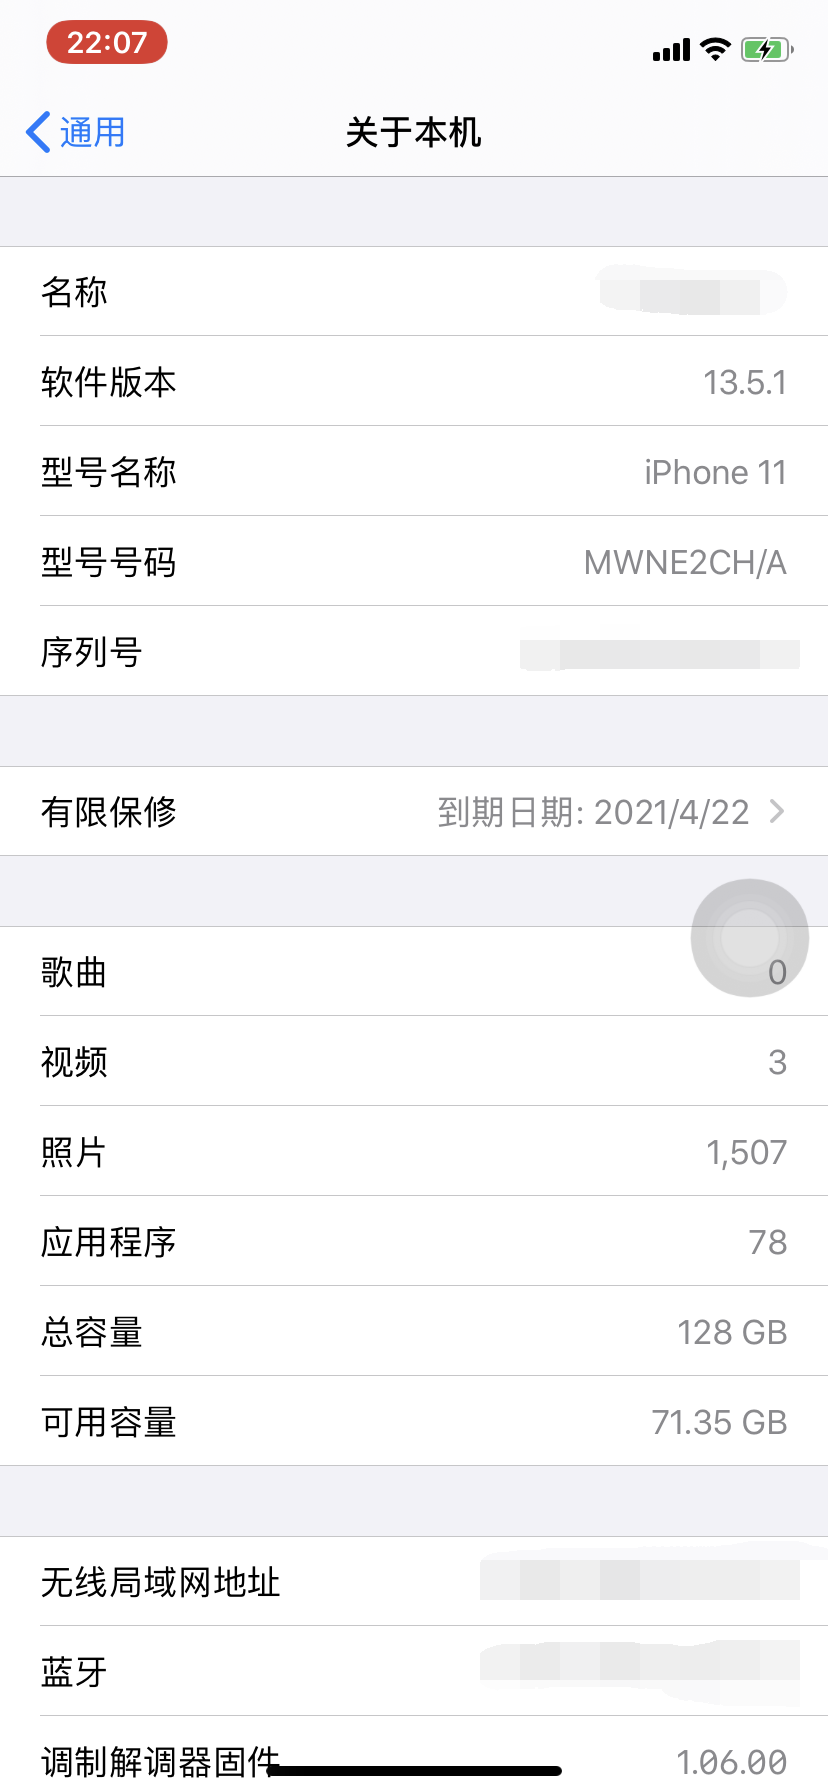 22:07
通用
关于本机
名称
软件版本 13.5.1
型号名称 iPhone 11
型号号码 MWNE2CH/A
序列号
有限保修 到期日期: 2021/4/22
歌曲 0
视频 3
照片 1,507
应用程序 78
总容量 128 GB
可用容量 71.35 GB
无线局域网地址
蓝牙
调制解调器固件 1.06.00